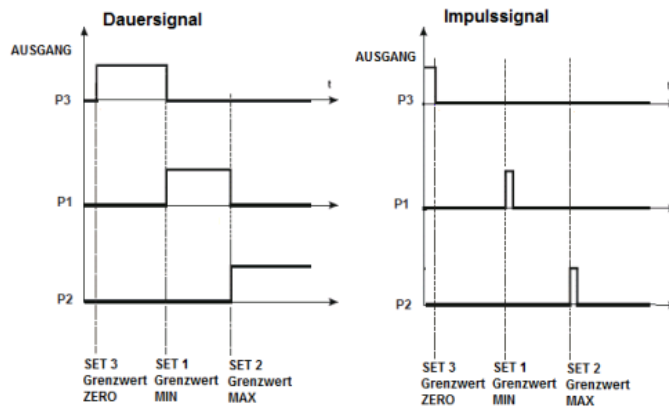 Dauersignal
AUSGANG
t
P3
P1
P2
SET 3
Grenzwert
ZERO
SET 1
Grenzwert
MIN
SET 2
Grenzwert
MAX
Impulssignal
AUSGANG
P3
P1
P2
SET 3
Grenzwert
ZERO
SET 1
Grenzwert
MIN
SET 2
Grenzwert
MAX